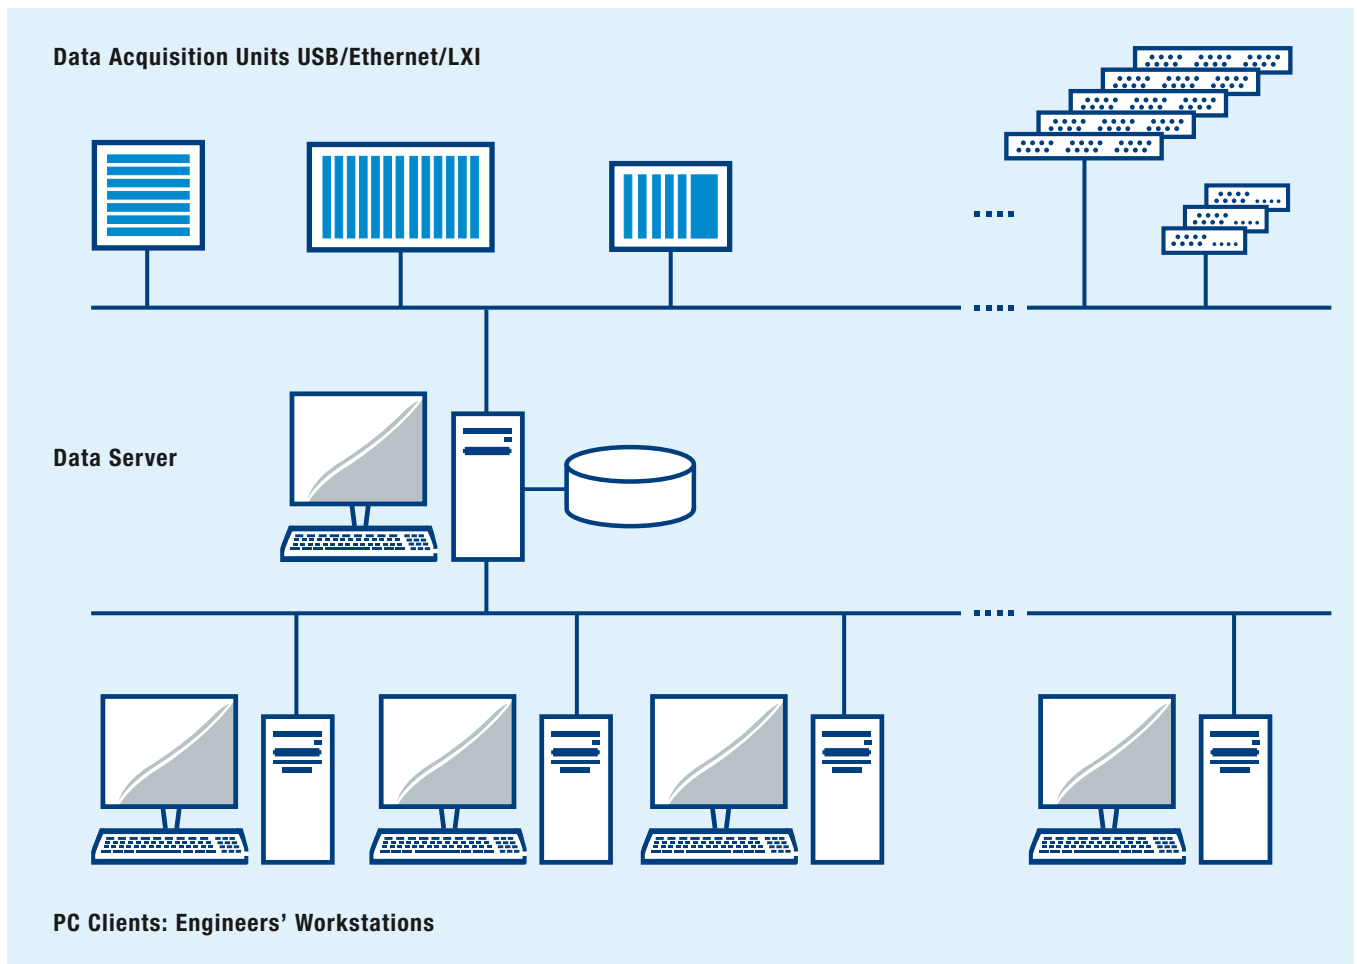 Data Acquisition Units USB/Ethernet/LXI
Data Server
PC Clients: Engineers’ Workstations